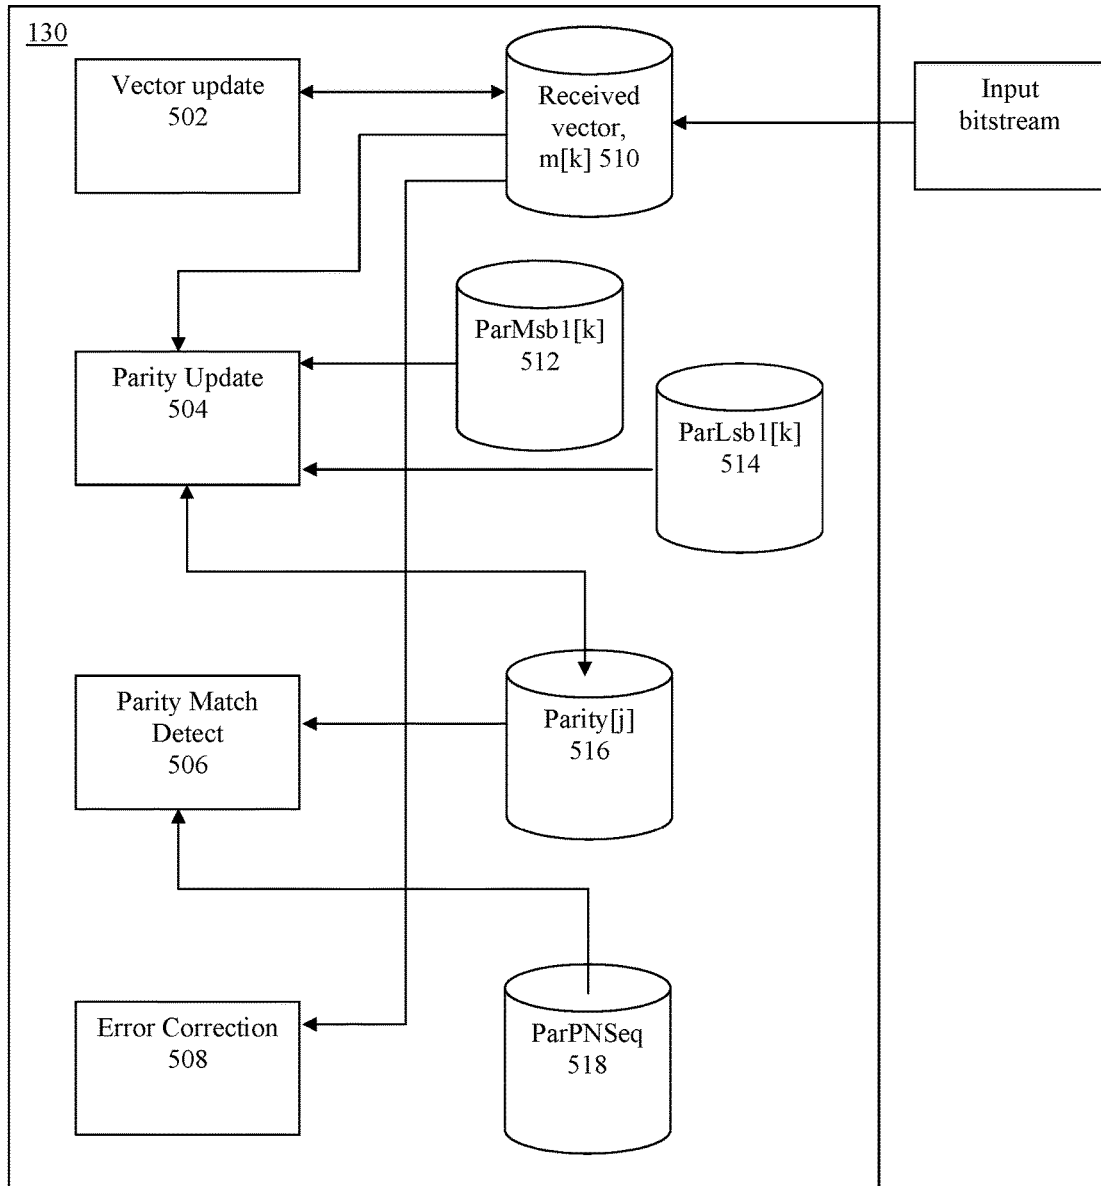 130
Vector update
502
Received
vector,
m[k] 510
Input
bitstream
ParMsb1[k]
512
Parity Update
504
ParLsb1[k]
514
Parity Match
Detect
506
Parity[j]
516
Error Correction
508
ParPNSeq
518